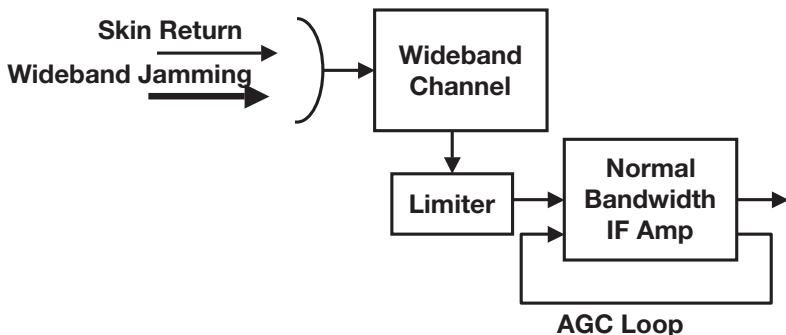 Skin Return
Wideband Jamming
Wideband
Channel
Limiter
Normal
Bandwidth
IF Amp
AGC Loop